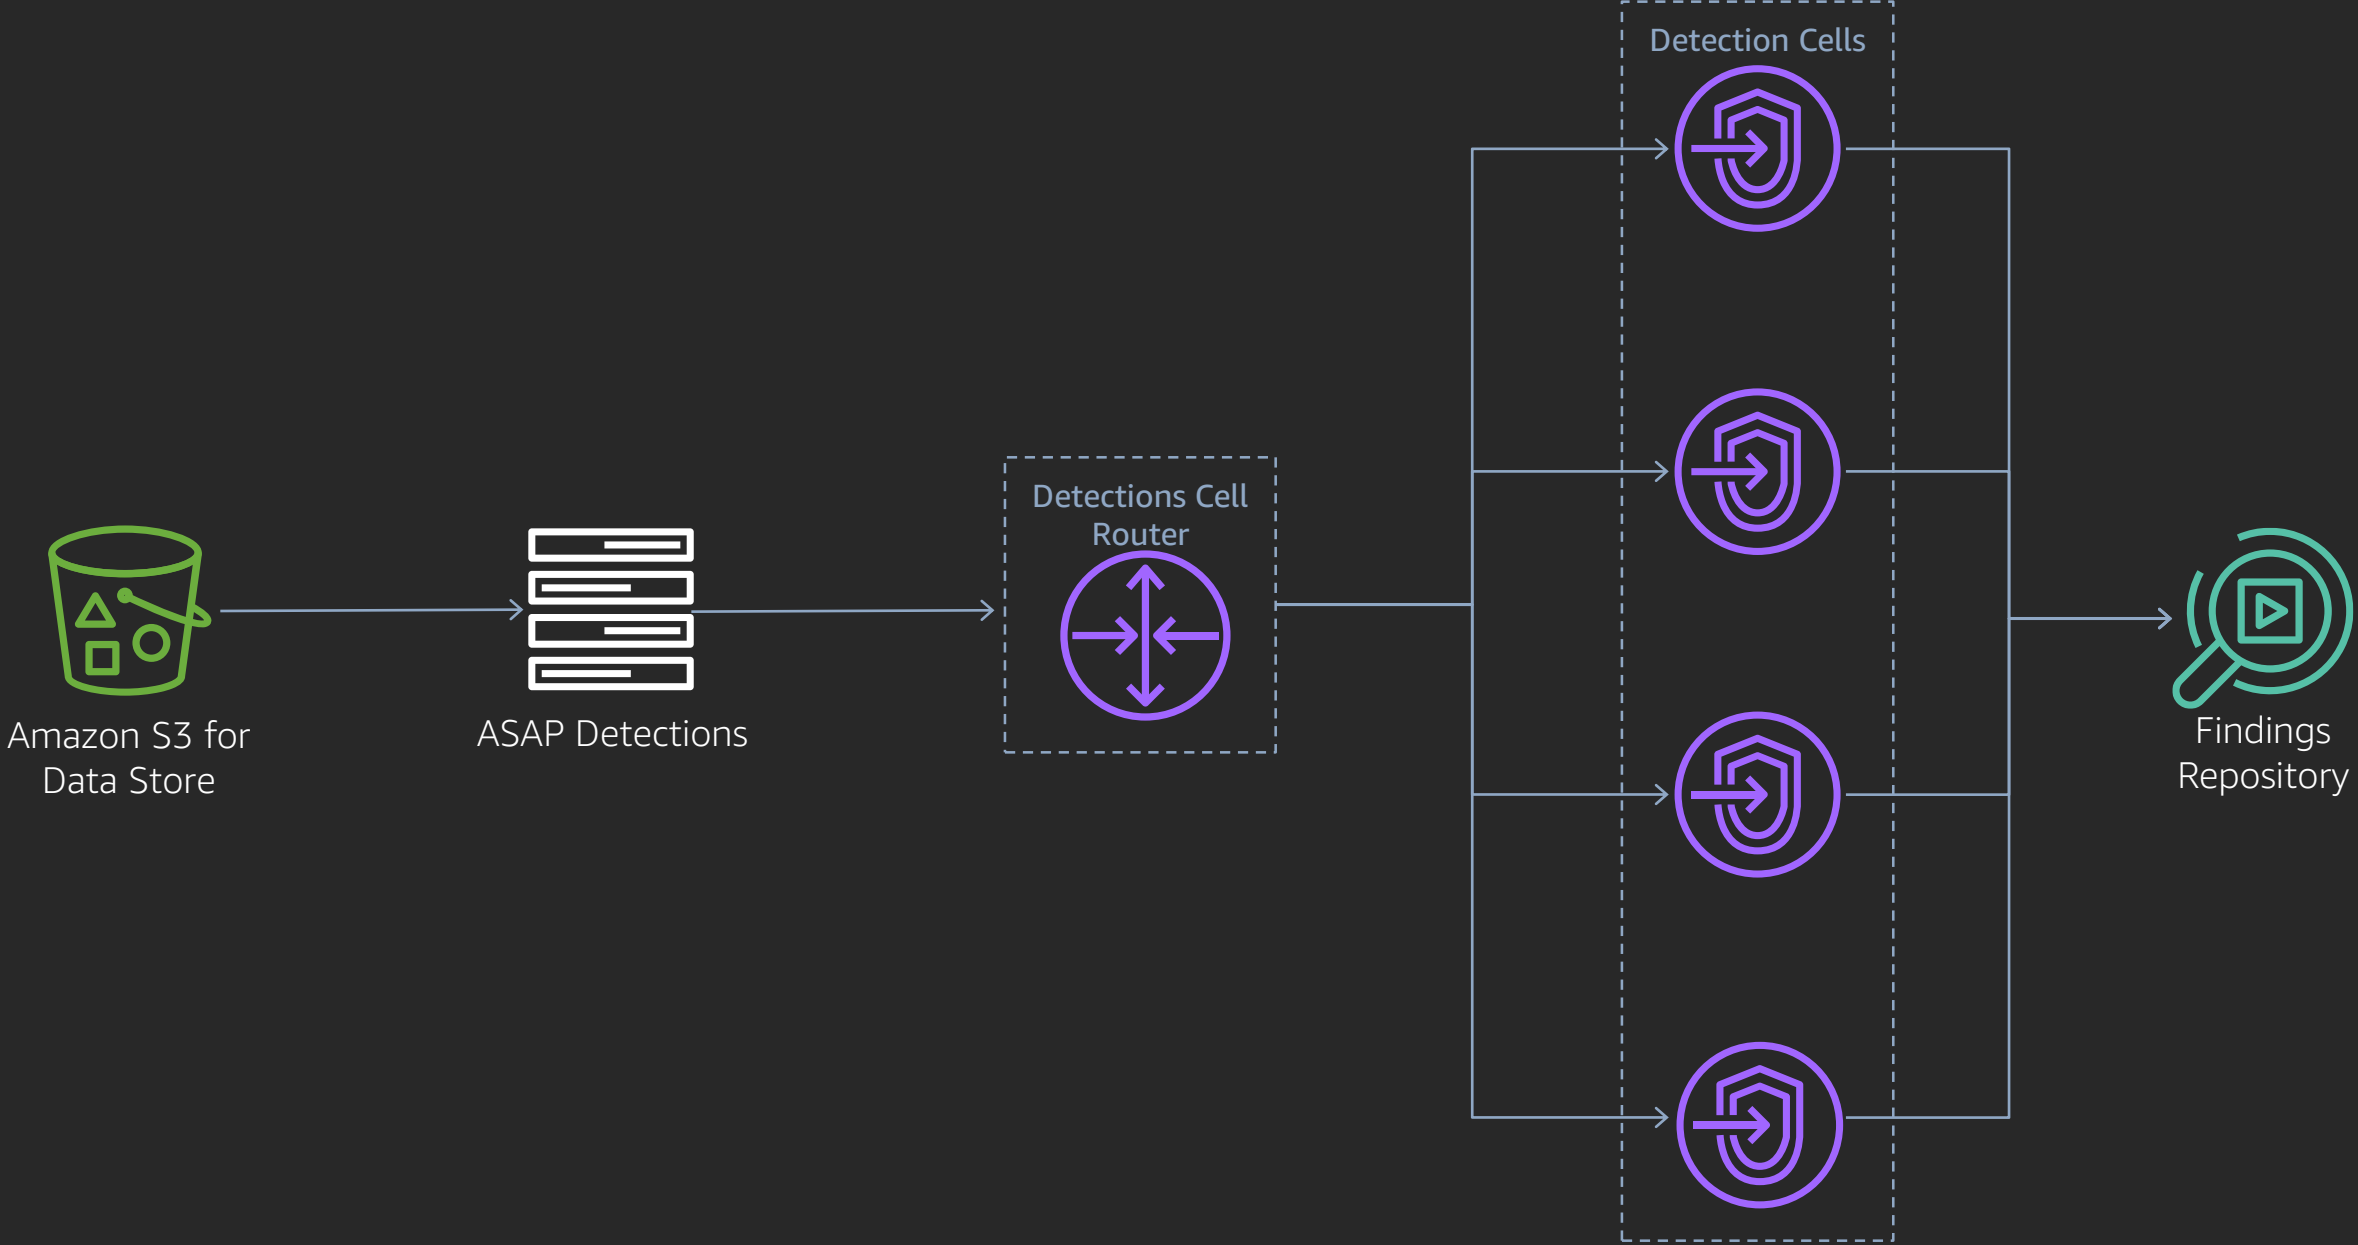 Detection Cells
Detections Cell
Router
Amazon S3 for
Data Store
ASAP Detections
Findings
Repository